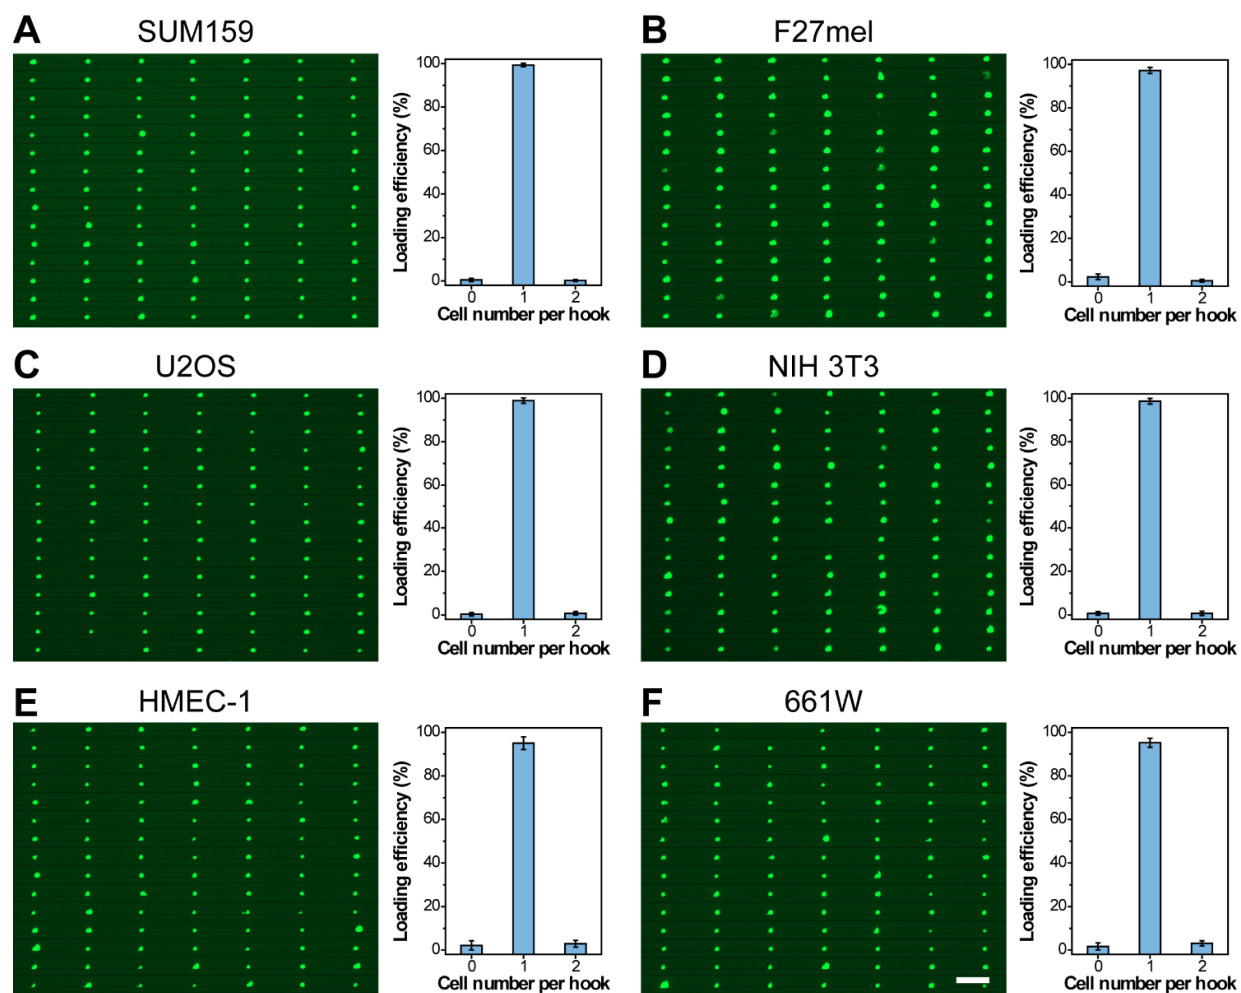 A SUM159
100
80
60
40
20
0
Loading efficiency (%)
0 1 2
Cell number per hook
B F27mel
100
80
60
40
20
0
Loading efficiency (%)
0 1 2
Cell number per hook
C U2OS
100
80
60
40
20
0
Loading efficiency (%)
0 1 2
Cell number per hook
D NIH 3T3
100
80
60
40
20
0
Loading efficiency (%)
0 1 2
Cell number per hook
E HMEC-1
100
80
60
40
20
0
Loading efficiency (%)
0 1 2
Cell number per hook
F 661W
100
80
60
40
20
0
Loading efficiency (%)
0 1 2
Cell number per hook